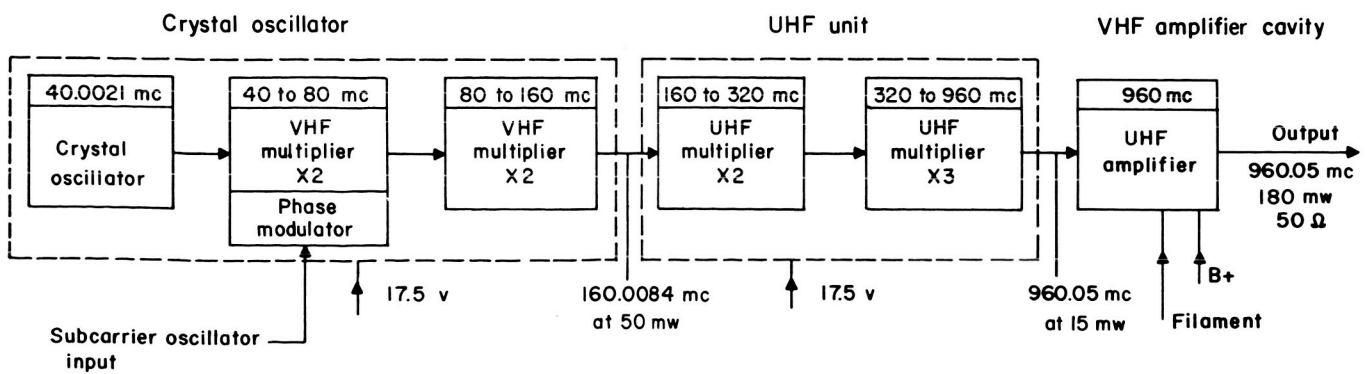 Crystal oscillator
UHF unit
VHF amplifier cavity
40.0021 mc
Crystal
oscillator
40 to 80 mc
VHF
multiplier
X2
Phase
modulator
80 to 160 mc
VHF
multiplier
X2
160 to 320 mc
UHF
multiplier
X2
320 to 960 mc
UHF
multiplier
X3
960 mc
UHF
amplifier
Output
960.05 mc
180 mw
50 Ω
17.5 v
160.0084 mc
at 50 mw
17.5 v
960.05 mc
at 15 mw
B+
Filament
Subcarrier oscillator
input